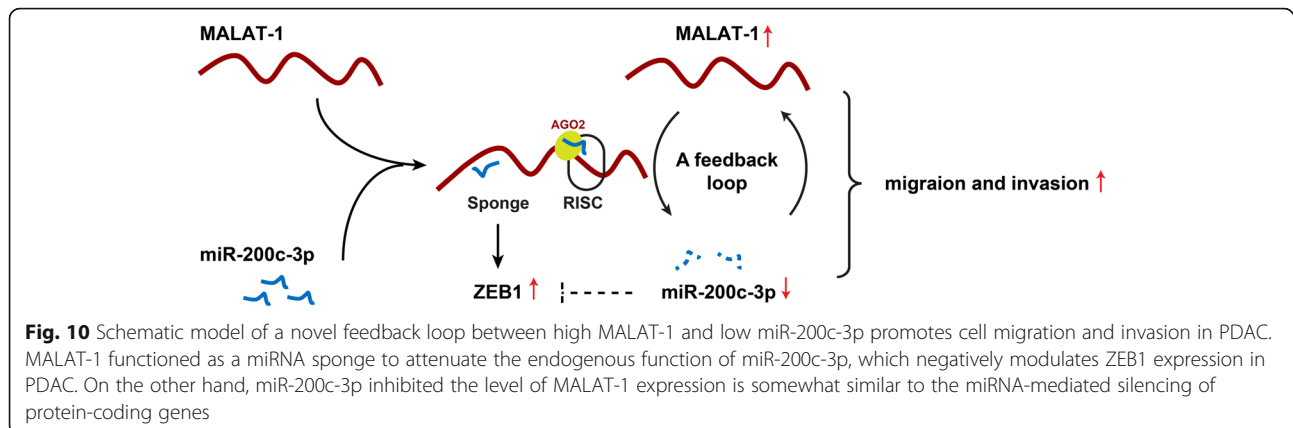 MALAT-1
MALAT-1
AGO2
A feedback
loop
migraion and invasion
Sponge
RISC
miR-200c-3p
ZEB1
miR-200c-3p
Fig. 10 Schematic model of a novel feedback loop between high MALAT-1 and low miR-200c-3p promotes cell migration and invasion in PDAC.
MALAT-1 functioned as a miRNA sponge to attenuate the endogenous function of miR-200c-3p, which negatively modulates ZEB1 expression in
PDAC. On the other hand, miR-200c-3p inhibited the level of MALAT-1 expression is somewhat similar to the miRNA-mediated silencing of
protein-coding genes